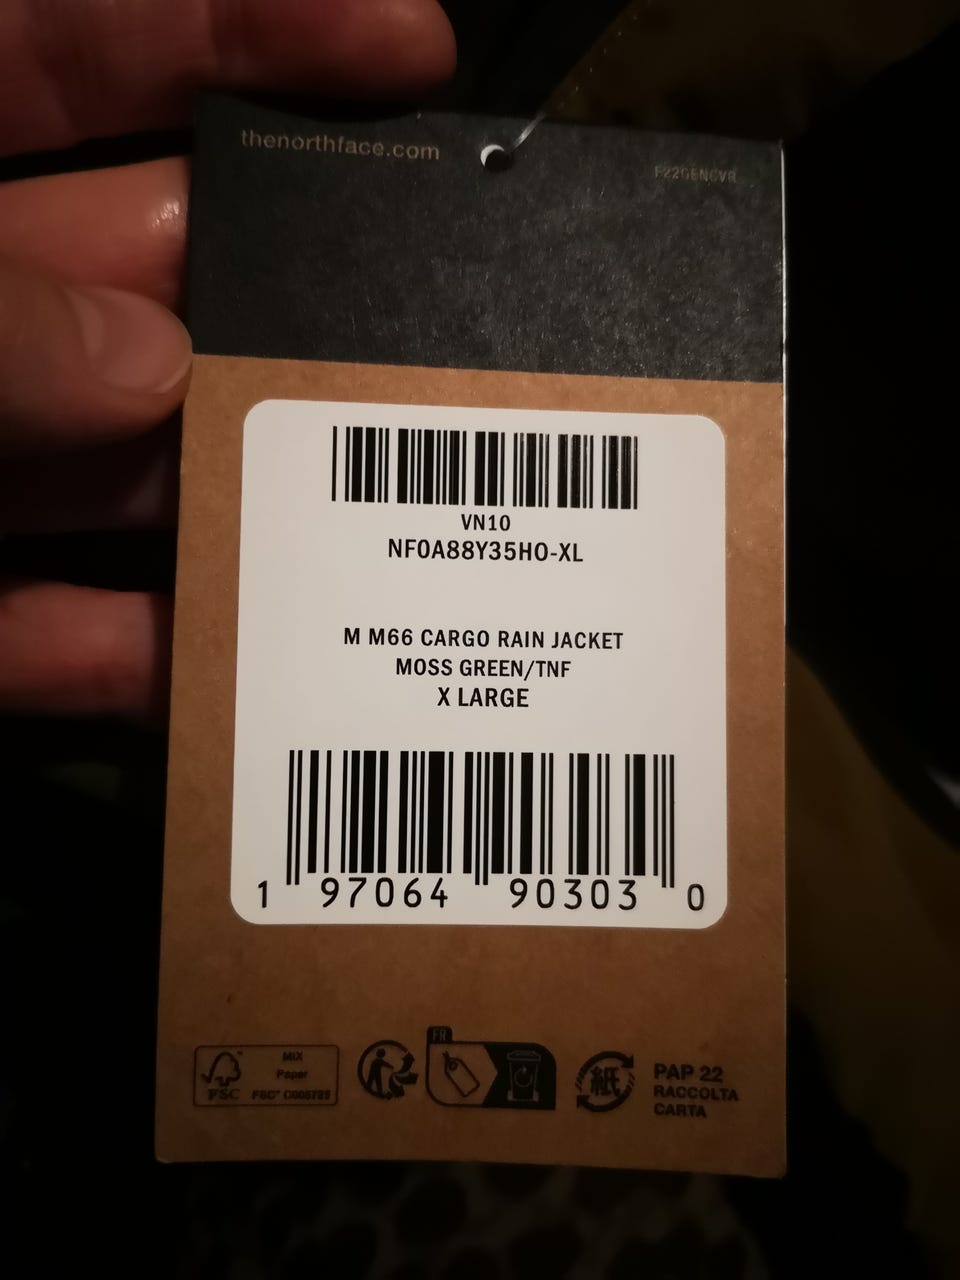 thenorthface.com
F22GENCVR
VN10
NF0A88Y35HO-XL
M M66 CARGO RAIN JACKET
MOSS GREEN/TNF
X LARGE
1 97064 90303 0
FR
MIX
Paper
FSC
紙
PAP 22
RACCOLTA
CARTA